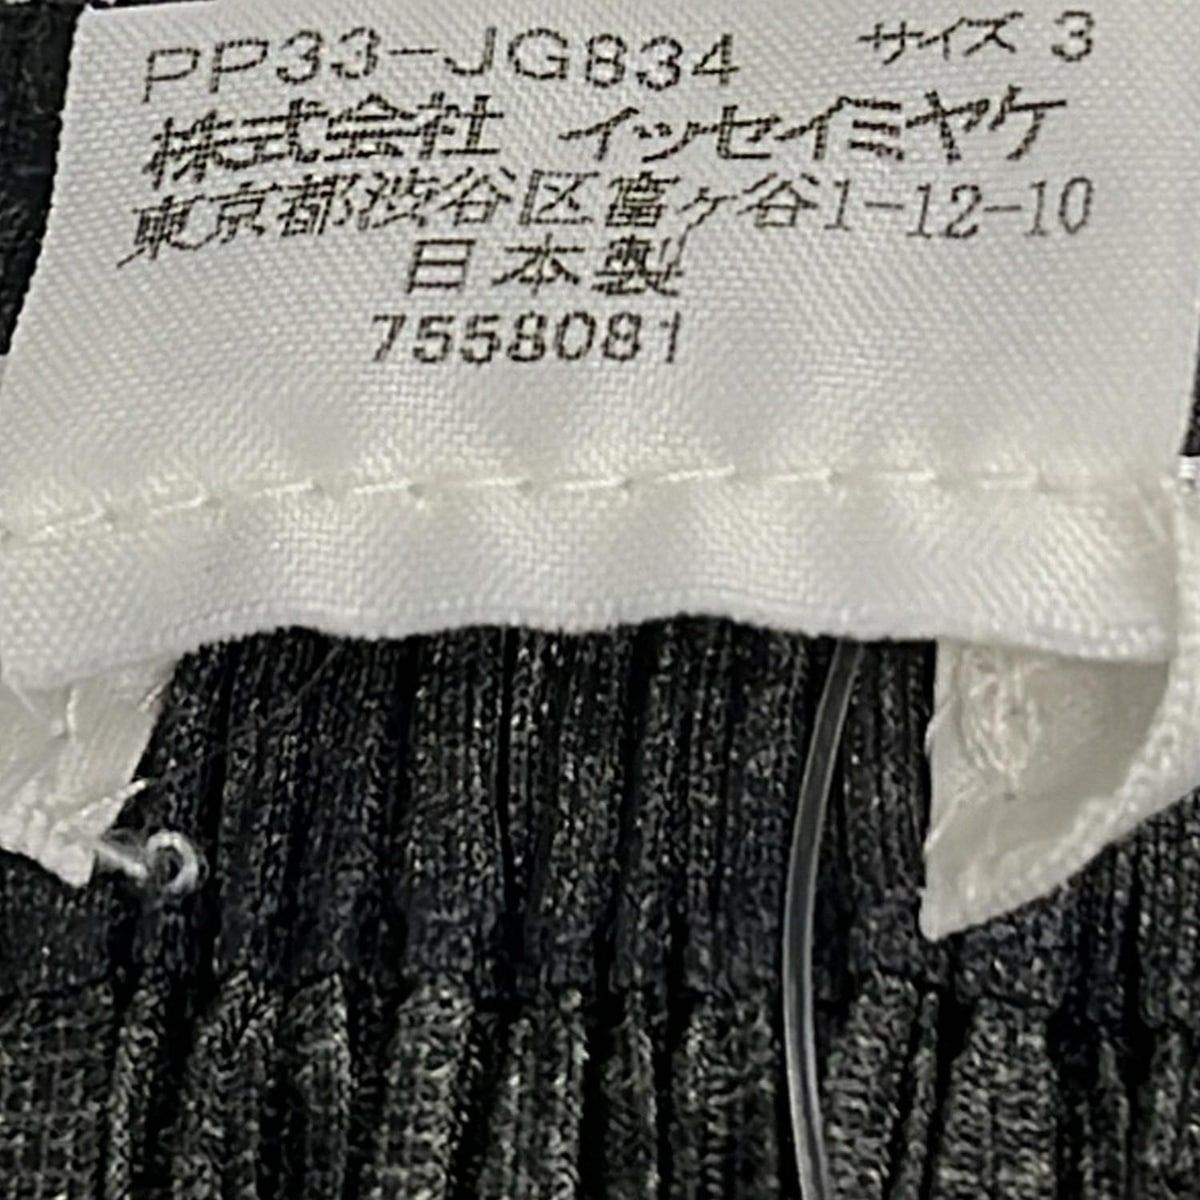 PP33-JG834 サイズ 3
株式会社 イッセイミヤケ
東京都渋谷区富ヶ谷1-12-10
日本製
7558081